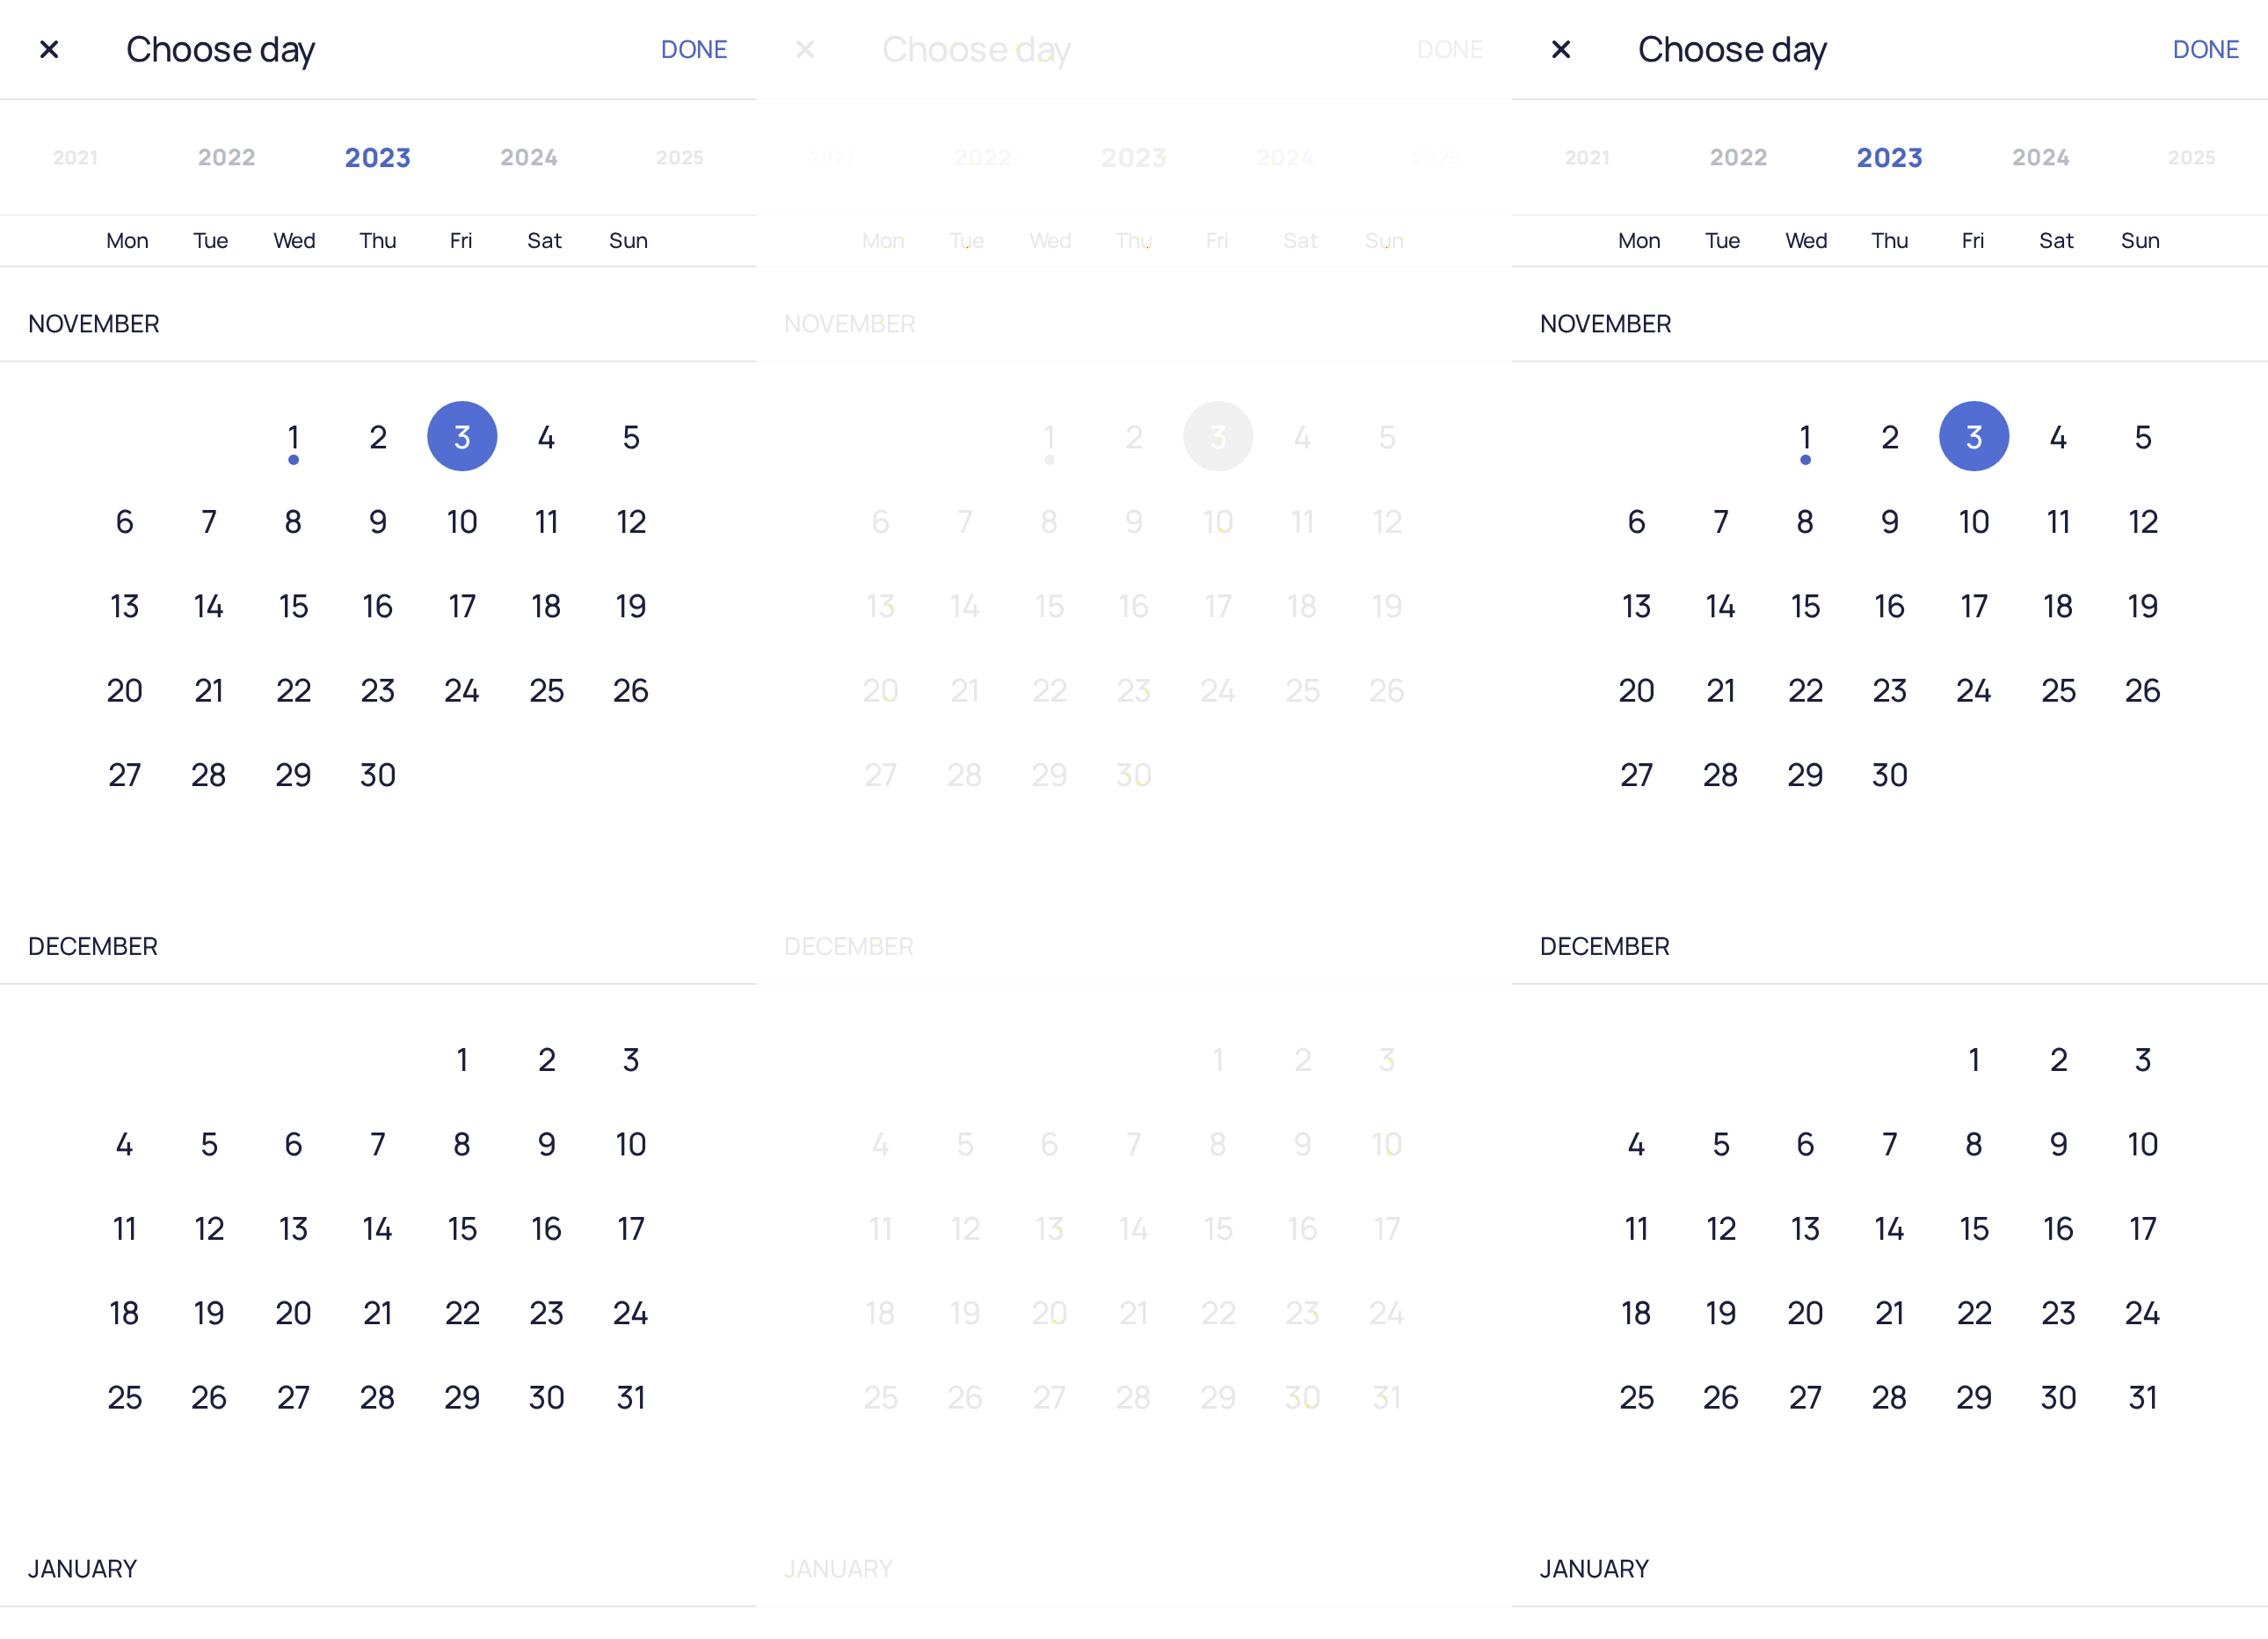 Choose day DONE
2021 2022 2023 2024 2025
Mon Tue Wed Thu Fri Sat Sun
NOVEMBER
1 2 3 4 5
6 7 8 9 10 11 12
13 14 15 16 17 18 19
20 21 22 23 24 25 26
27 28 29 30
DECEMBER
1 2 3
4 5 6 7 8 9 10
11 12 13 14 15 16 17
18 19 20 21 22 23 24
25 26 27 28 29 30 31
JANUARY
Choose day DONE
2021 2022 2023 2024 2025
Mon Tue Wed Thu Fri Sat Sun
NOVEMBER
1 2 3 4 5
6 7 8 9 10 11 12
13 14 15 16 17 18 19
20 21 22 23 24 25 26
27 28 29 30
DECEMBER
1 2 3
4 5 6 7 8 9 10
11 12 13 14 15 16 17
18 19 20 21 22 23 24
25 26 27 28 29 30 31
JANUARY
Choose day DONE
2021 2022 2023 2024 2025
Mon Tue Wed Thu Fri Sat Sun
NOVEMBER
1 2 3 4 5
6 7 8 9 10 11 12
13 14 15 16 17 18 19
20 21 22 23 24 25 26
27 28 29 30
DECEMBER
1 2 3
4 5 6 7 8 9 10
11 12 13 14 15 16 17
18 19 20 21 22 23 24
25 26 27 28 29 30 31
JANUARY